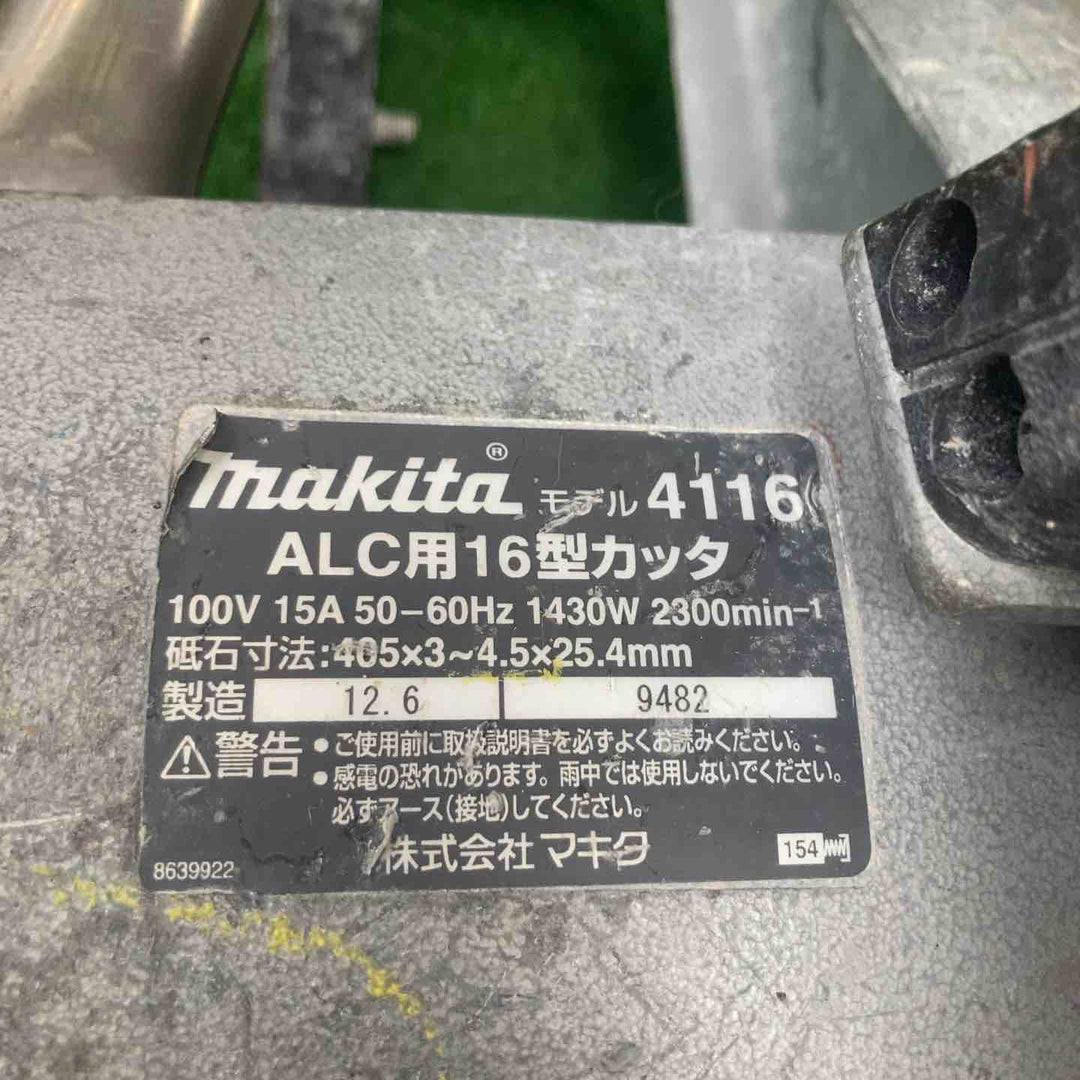 makita® モデル 4116
ALC用16型カッタ
100V 15A 50-60Hz 1430W 2300min-1
砥石寸法:405×3~4.5×25.4mm
製造 12.6 9482
警告 •ご使用前に取扱説明書を必ずよくお読みください。
•感電の恐れがあります。雨中では使用しないでください。
必ずアース(接地)してください。
株式会社マキタ
154
8639922